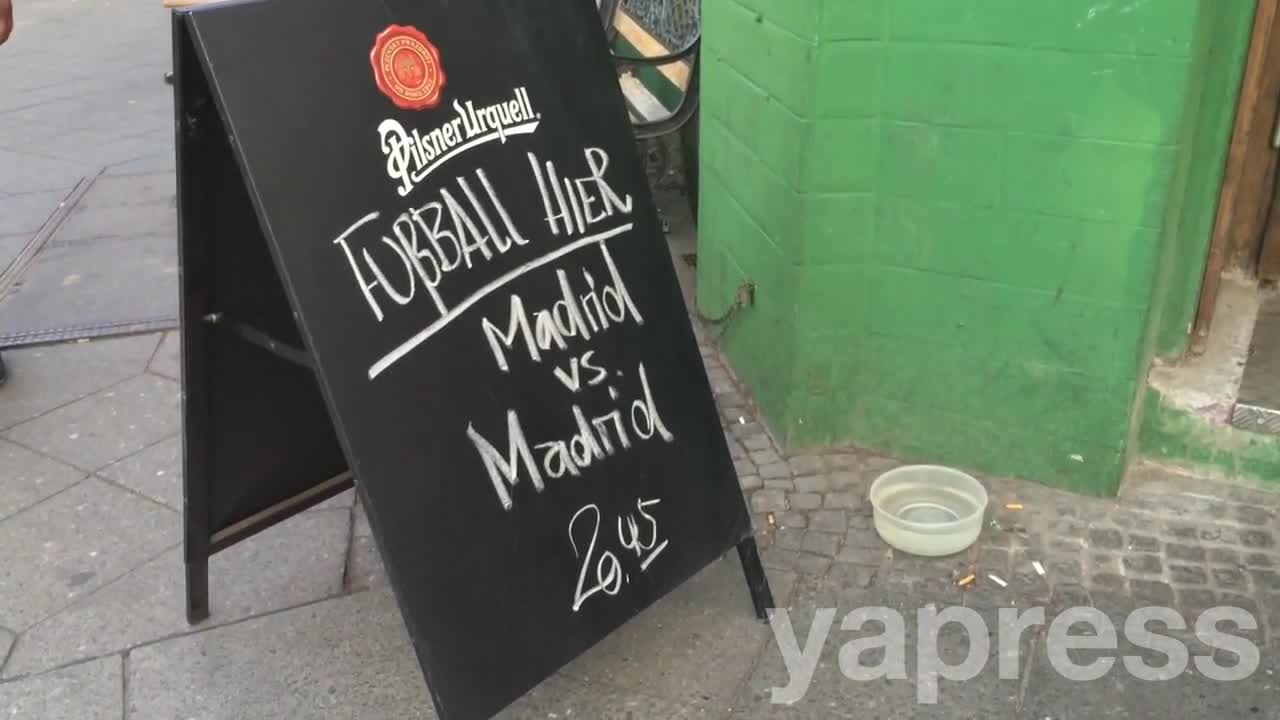 Pilsner Urquell
FUßBALL HIER
Madrid
vs.
Madrid
20.45
yapress